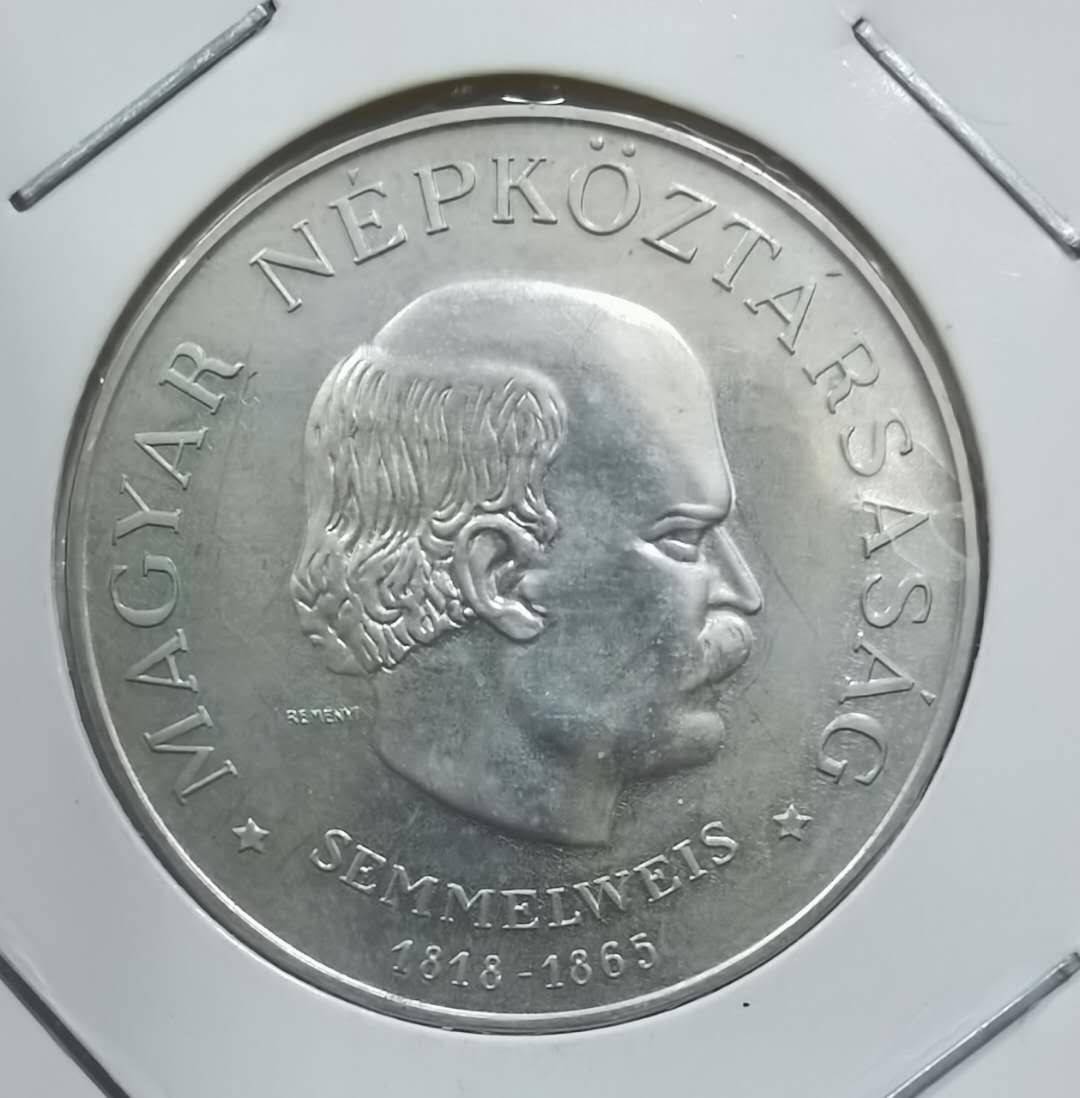 MAGYAR NÉPKÖZTÁRSASÁG
REMÉNYI
SEMMELWEIS
1818-1865